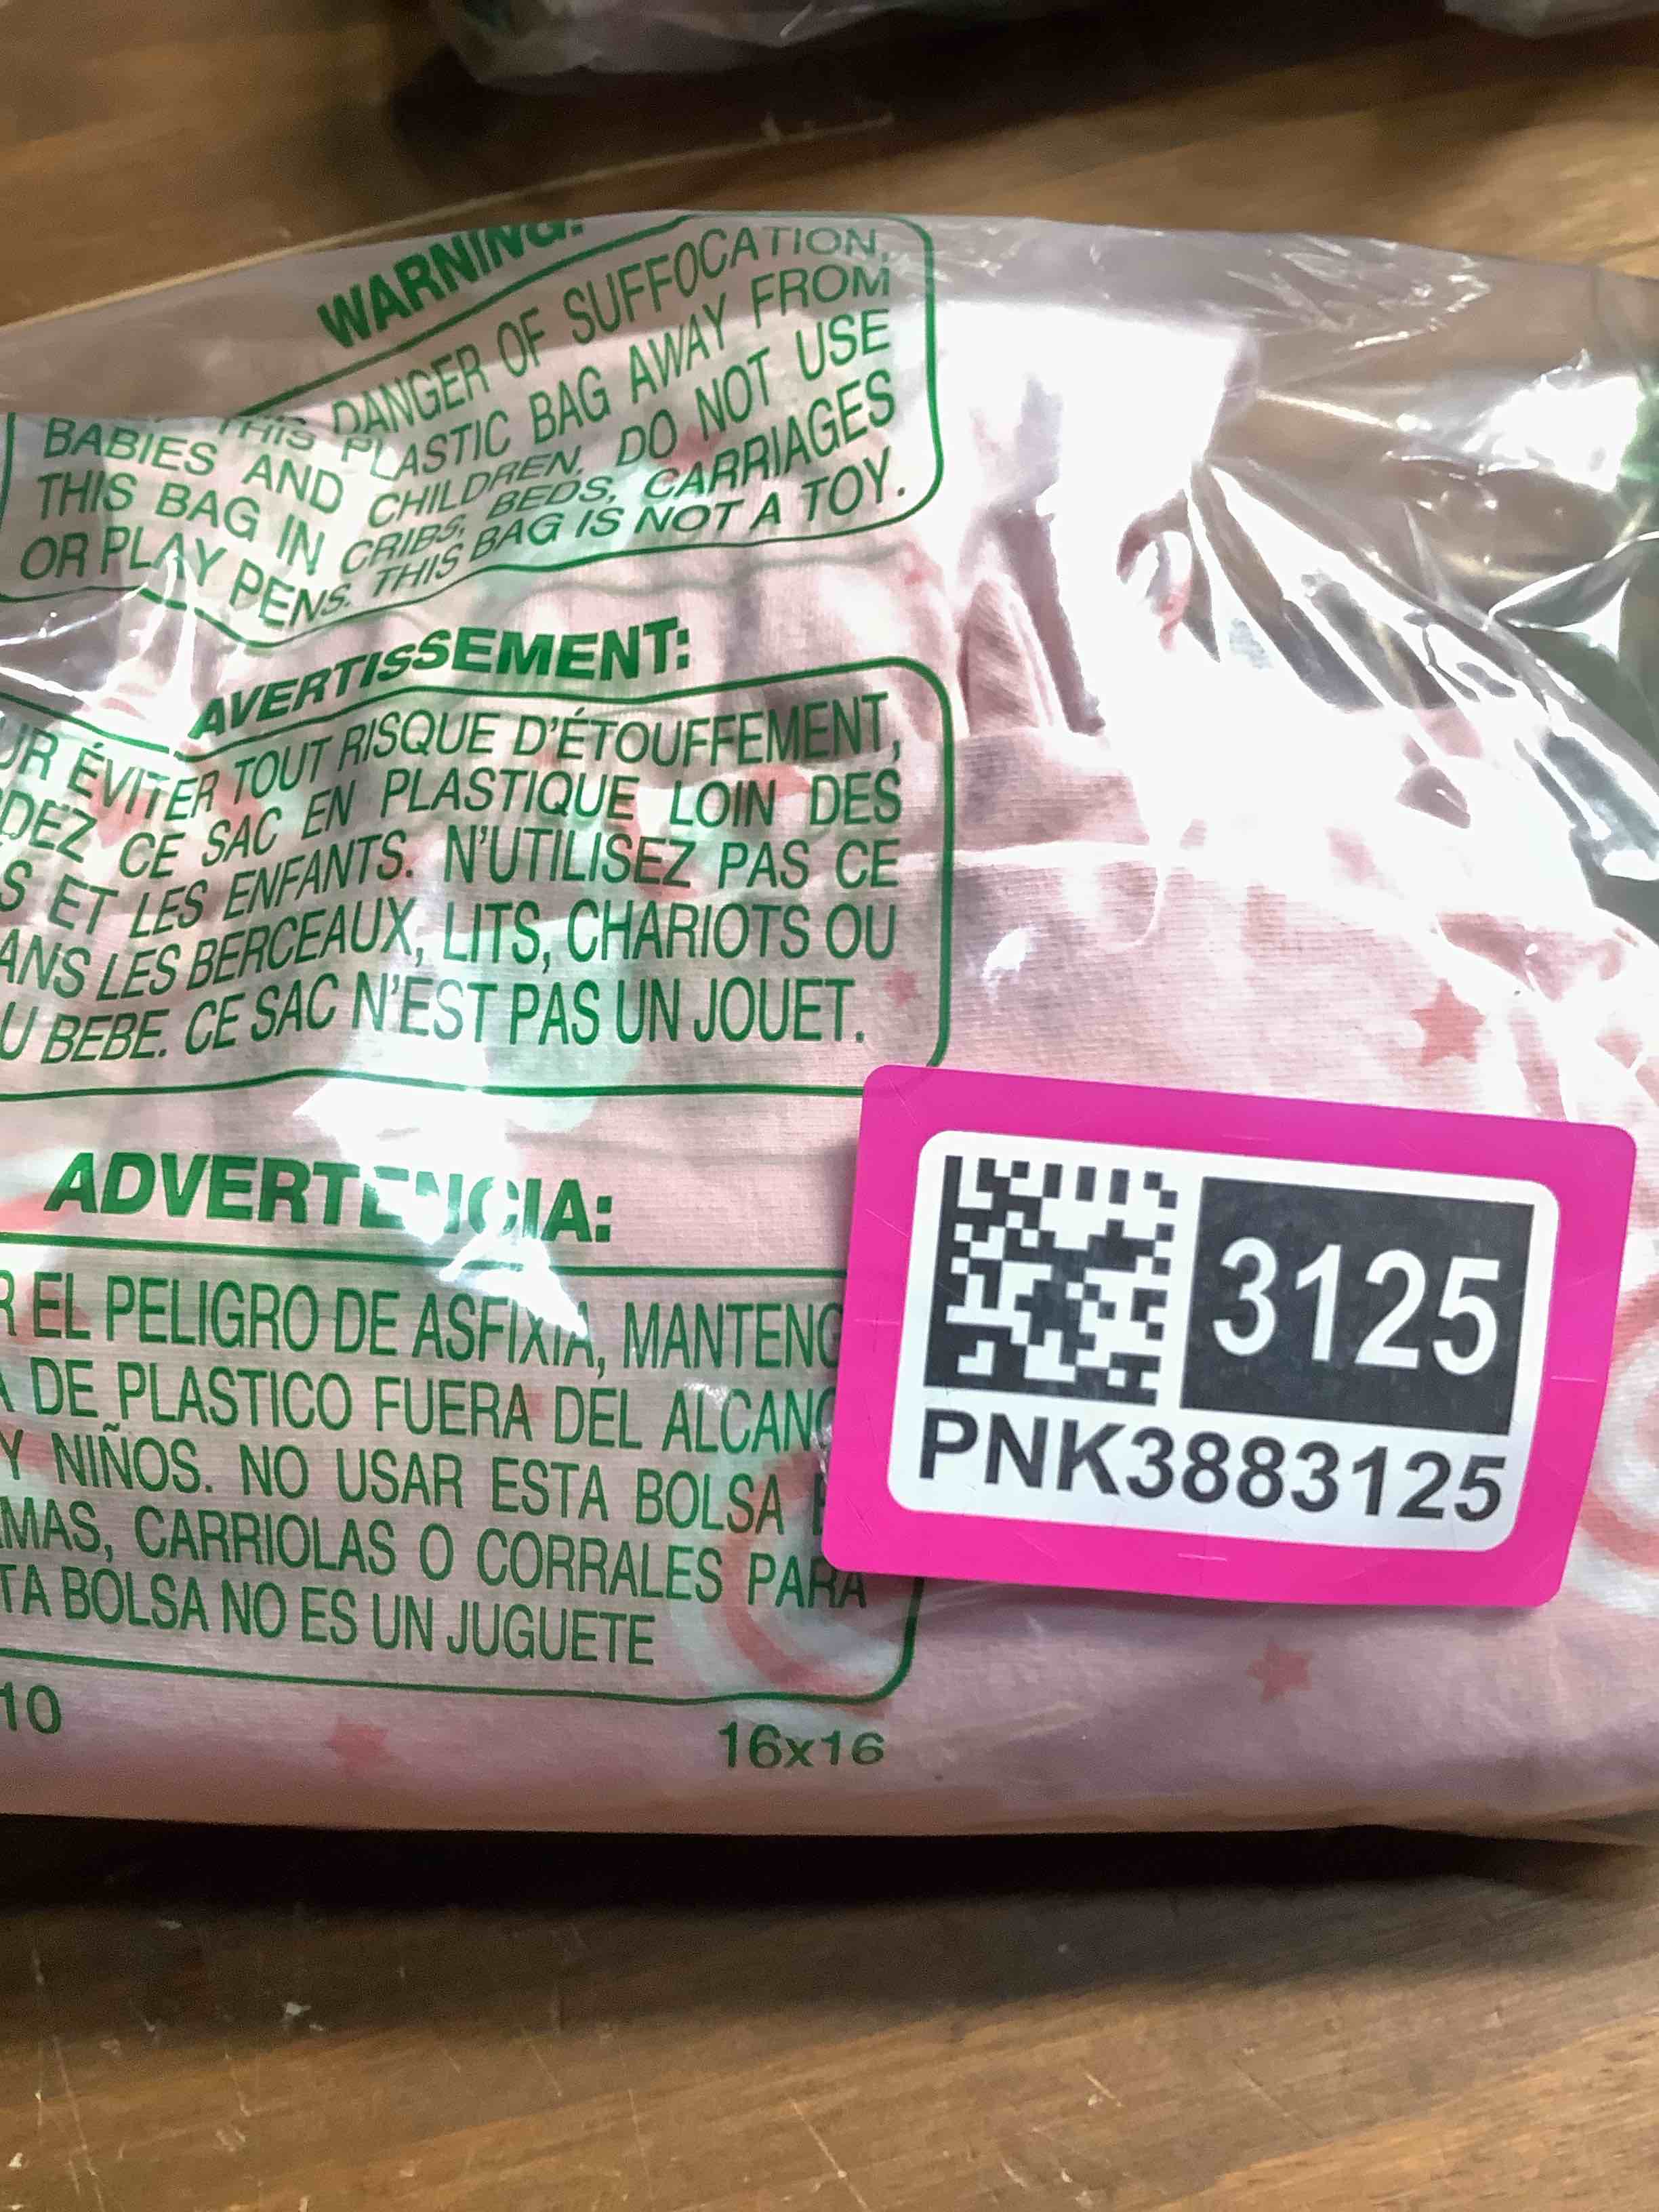 WARNING:
DANGER OF SUFFOCATION,
THIS PLASTIC BAG AWAY FROM
BABIES AND CHILDREN. DO NOT USE
THIS BAG IN CRIBS, BEDS, CARRIAGES
OR PLAY PENS. THIS BAG IS NOT A TOY.
AVERTISSEMENT:
UR ÉVITER TOUT RISQUE D'ÉTOUFFEMENT,
DEZ CE SAC EN PLASTIQUE LOIN DES
S ET LES ENFANTS. N'UTILISEZ PAS CE
ANS LES BERCEAUX, LITS, CHARIOTS OU
U BEBE. CE SAC N'EST PAS UN JOUET.
ADVERTENCIA:
R EL PELIGRO DE ASFIXIA, MANTENG
A DE PLASTICO FUERA DEL ALCANC
Y NIÑOS. NO USAR ESTA BOLSA E
MAS, CARRIOLAS O CORRALES PARA
TA BOLSA NO ES UN JUGUETE
10
16x16
3125
PNK3883125